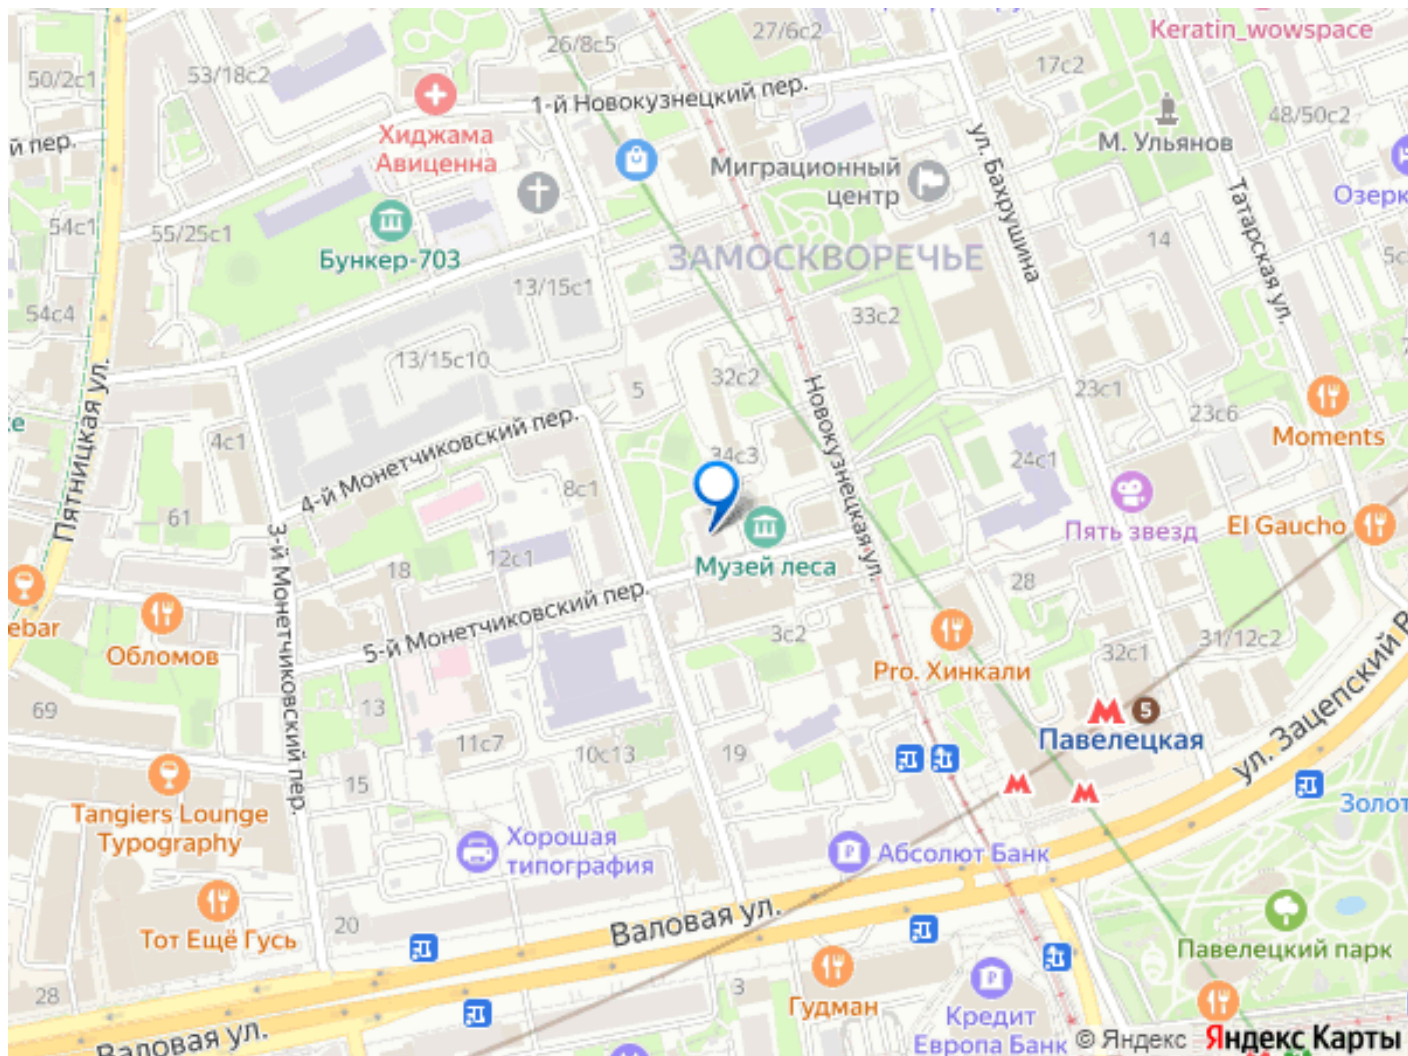 Keratin_wowspace
27/6с2
26/8с5
17с2
50/2с1
53/18с2
1-й Новокузнецкий пер.
48/50с2
Хиджама
Авиценна
й пер.
ул. Бахрушина
М. Ульянов
Миграционный
центр
Озерк
Татарская ул.
54с1
55/25с1
Бункер-703
ЗАМОСКВОРЕЧЬЕ
14
5с
13/15с1
54с4
33с2
13/15с10
32с2
5
23с1
23с6
Moments
Пятницкая ул.
Новокузнецкая ул.
4-й Монетчиковский пер.
4с1
34с3
24с1
8с1
61
Пять звезд
El Gaucho
3-й Монетчиковский пер.
12с1
18
Музей леса
28
ebar
Обломов
5-й Монетчиковский пер.
3с2
31/12с2
32с1
Pro. Хинкали
69
13
5
Павелецкая
ул. Зацепский В
11с7
10с13
19
15
Золот
Tangiers Lounge
Typography
Хорошая
типография
Абсолют Банк
20
Валовая ул.
Тот Ещё Гусь
Павелецкий парк
28
3
Гудман
Кредит
Европа Банк
Валовая ул.
© Яндекс
Яндекс Карты